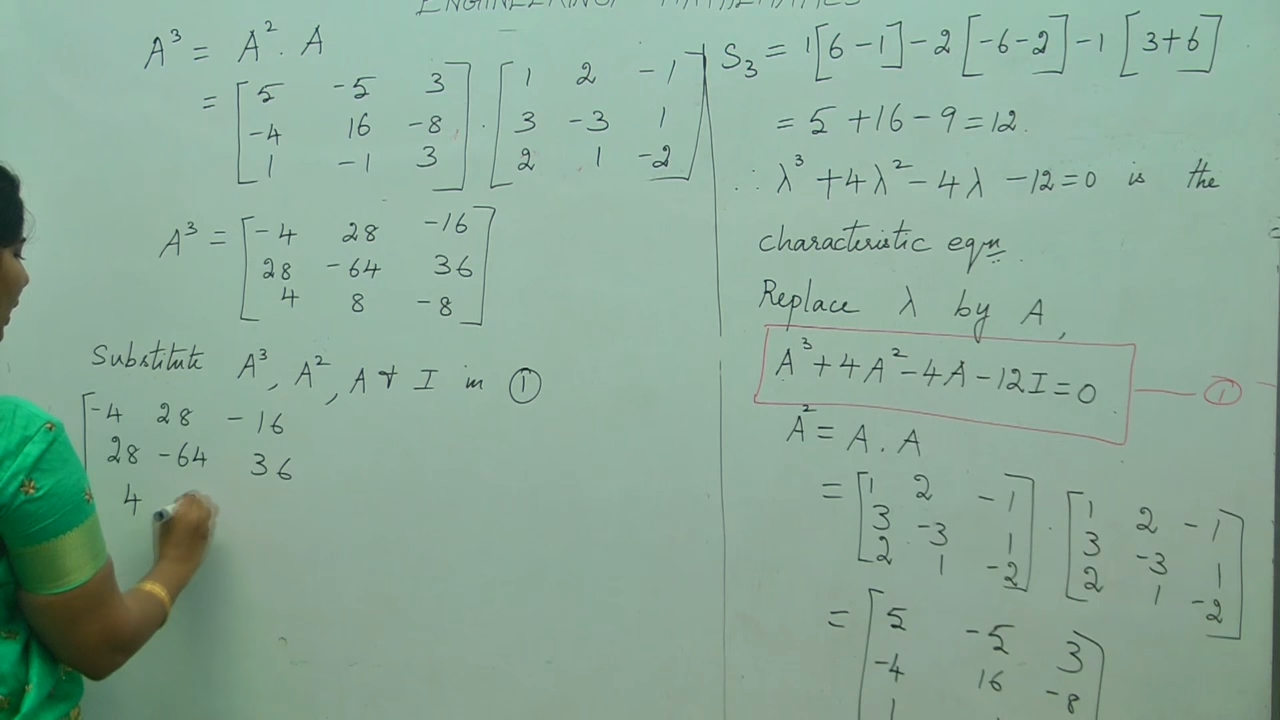 ENGINEERING MATHEMATICS
A³ = A² . A
= [ 5 -5 3 ] . [ 1 2 -1 ]
[ -4 16 -8 ] [ 3 -3 1 ]
[ 1 -1 3 ] [ 2 1 -2 ]
A³ = [ -4 28 -16 ]
[ 28 -64 36 ]
[ 4 8 -8 ]
Substitute A³, A², A & I in ①
[ -4 28 -16
28 -64 36
4
S₃ = 1[6-1] -2[-6-2] -1[3+6]
= 5 +16 -9 = 12.
∴ λ³ +4λ² -4λ -12=0 is the
characteristic eqn.
Replace λ by A,
A³ +4A² -4A -12I = 0 — ①
A² = A . A
= [ 1 2 -1 ] . [ 1 2 -1 ]
[ 3 -3 1 ] [ 3 -3 1 ]
[ 2 1 -2 ] [ 2 1 -2 ]
= [ 5 -5 3 ]
-4 16 -8
1